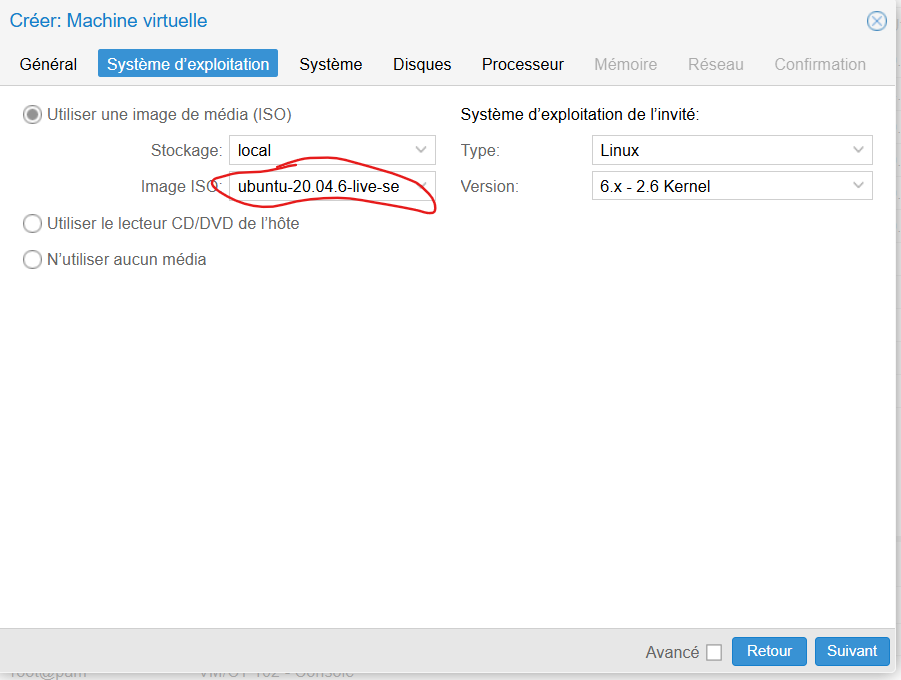 Créer: Machine virtuelle
Général Système d'exploitation Système Disques Processeur Mémoire Réseau Confirmation
Utiliser une image de média (ISO) Système d'exploitation de l'invité:
Stockage: local Type: Linux
Image ISO: ubuntu-20.04.6-live-se Version: 6.x - 2.6 Kernel
Utiliser le lecteur CD/DVD de l'hôte
N'utiliser aucun média
Avancé Retour Suivant